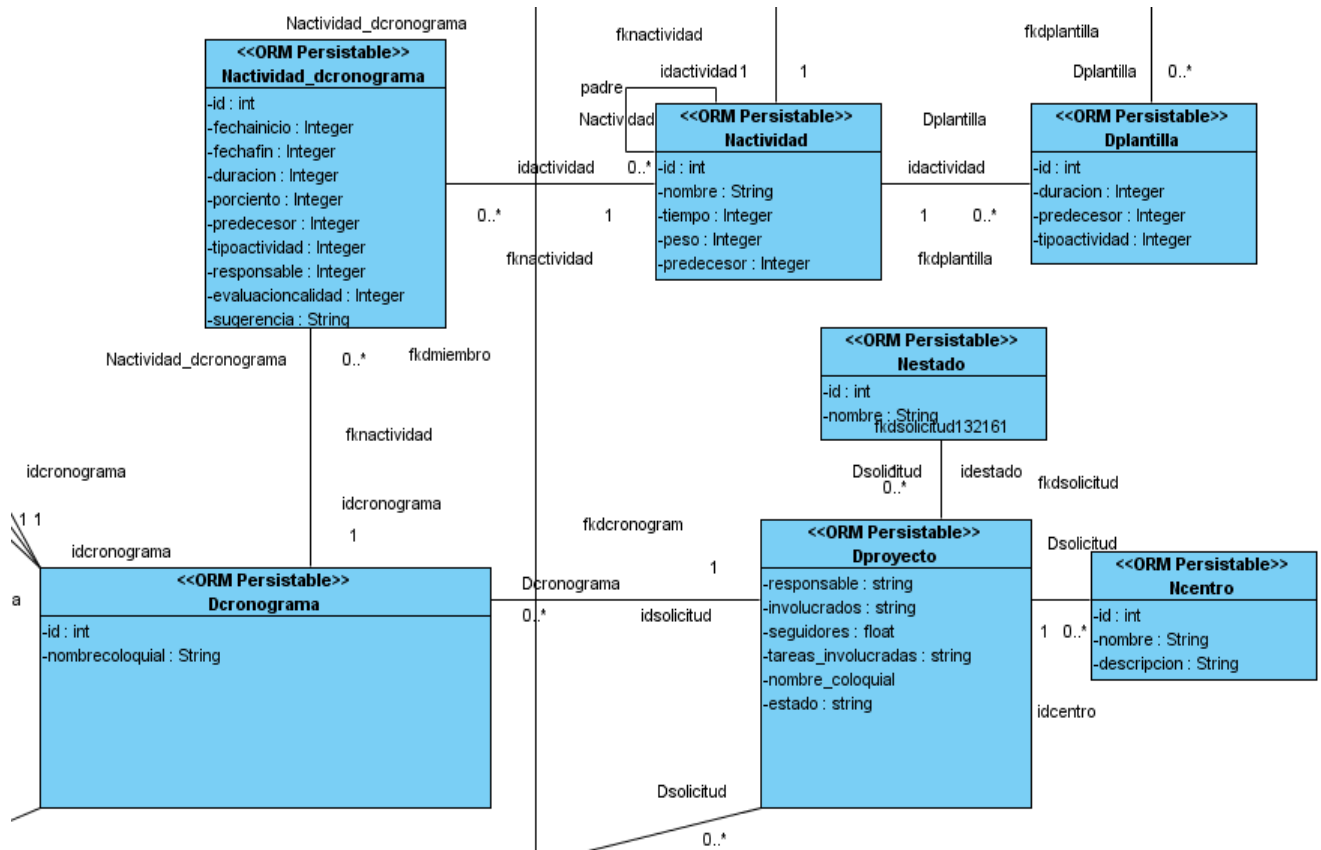 Nactividad_dcronograma
<<ORM Persistable>>
Nactividad_dcronograma
-id : int
-fechainicio : Integer
-fechafin : Integer
-duracion : Integer
-porciento : Integer
-predecesor : Integer
-tipoactividad : Integer
-responsable : Integer
-evaluacioncalidad : Integer
-sugerencia : String
fknactividad
idactividad 1
1
padre
Nactividad
0..*
<<ORM Persistable>>
Nactividad
-id : int
-nombre : String
-tiempo : Integer
-peso : Integer
-predecesor : Integer
idactividad
0..*
1
fknactividad
fkdplantilla
Dplantilla
0..*
Dplantilla
<<ORM Persistable>>
Dplantilla
-id : int
-duracion : Integer
-predecesor : Integer
-tipoactividad : Integer
idactividad
1
0..*
fkdplantilla
Nactividad_dcronograma
0..*
fkdmiembro
fknactividad
idcronograma
1
idcronograma
1 1
idcronograma
a
<<ORM Persistable>>
Dcronograma
-id : int
-nombrecoloquial : String
<<ORM Persistable>>
Nestado
-id : int
-nombre : String
fkdsolicitud132161
Dsolicitud
0..*
idestado
fkdsolicitud
fkdcronogram
1
Dcronograma
0..*
idsolicitud
<<ORM Persistable>>
Dproyecto
-responsable : string
-involucrados : string
-seguidores : float
-tareas_involucradas : string
-nombre_coloquial
-estado : string
Dsolicitud
1
0..*
idcentro
<<ORM Persistable>>
Ncentro
-id : int
-nombre : String
-descripcion : String
Dsolicitud
0..*